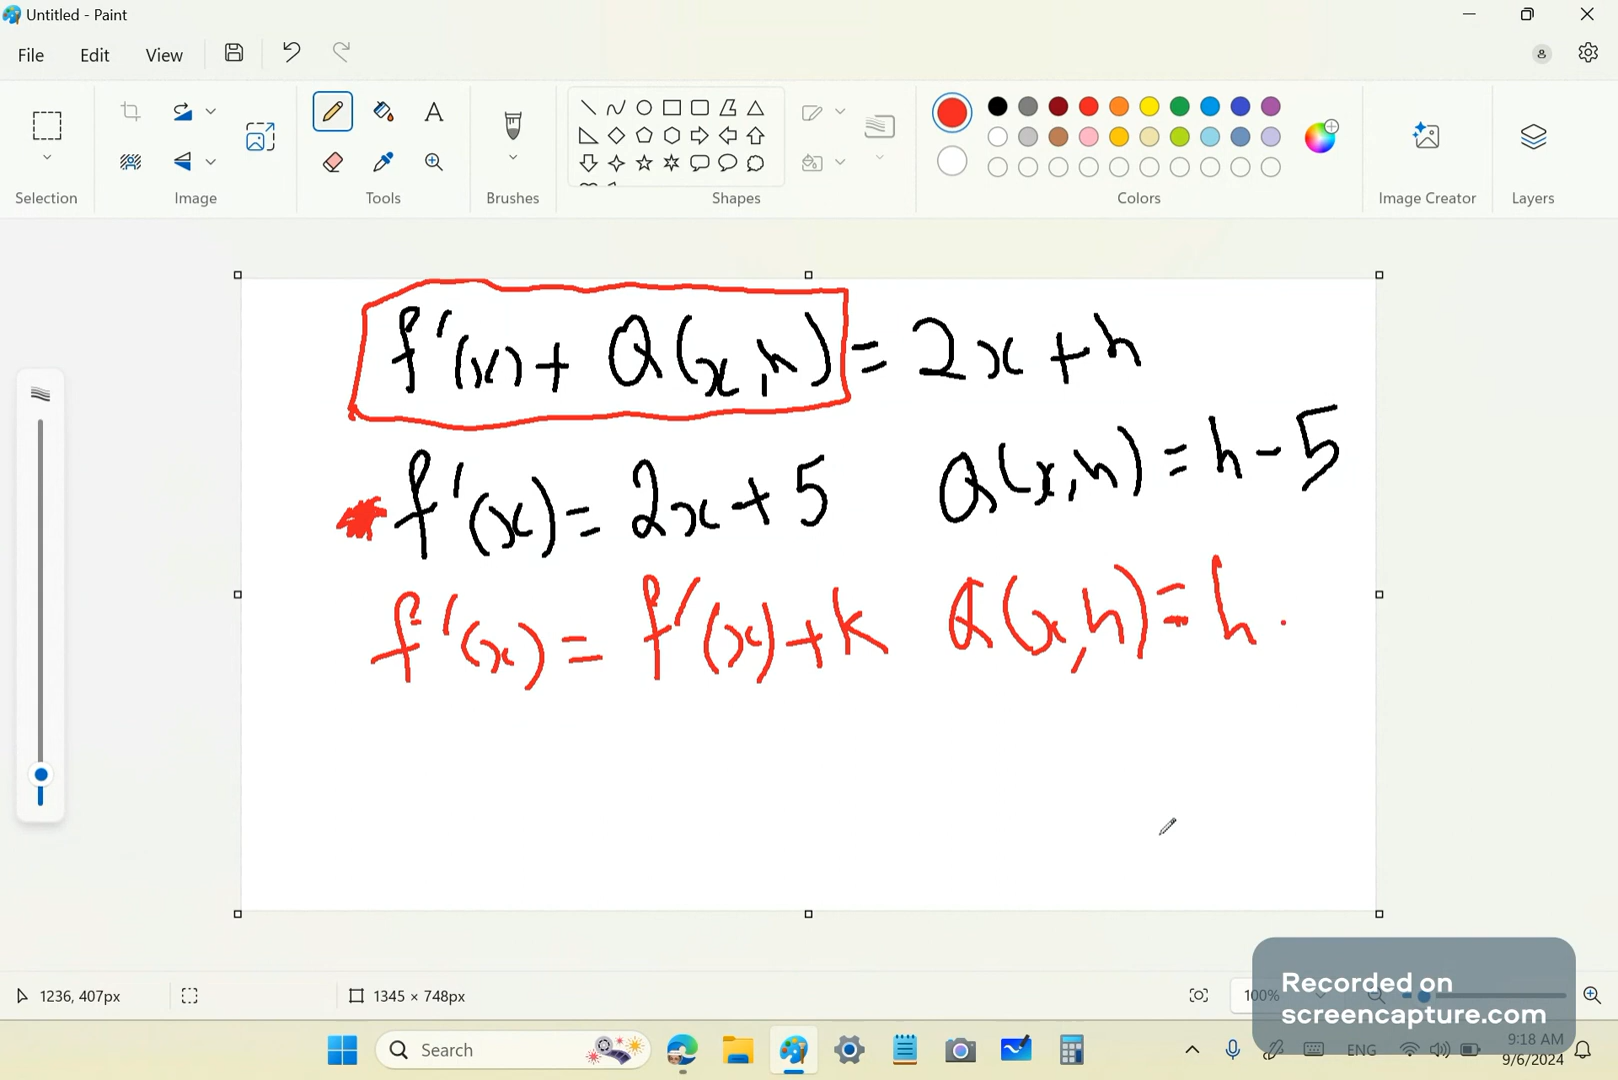 Untitled - Paint
File Edit View
Selection Image Tools Brushes Shapes Colors Image Creator Layers
f'(x) + Q(x,h) = 2x + h
f'(x) = 2x + 5 Q(x,h) = h - 5
f'(x) = f'(x) + k Q(x,h) = h.
1236, 407px 1345 × 748px 100%
Recorded on
screencapture.com
Search ENG 9:18 AM
9/6/2024